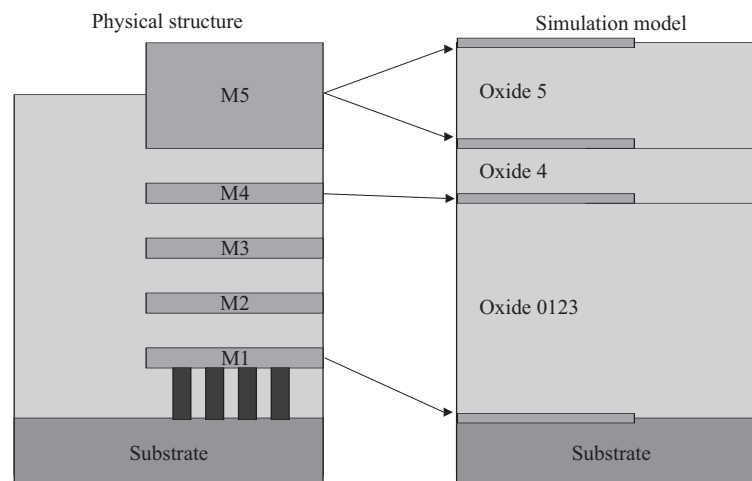 Physical structure
Simulation model
M5
Oxide 5
Oxide 4
M4
M3
M2
Oxide 0123
M1
Substrate
Substrate